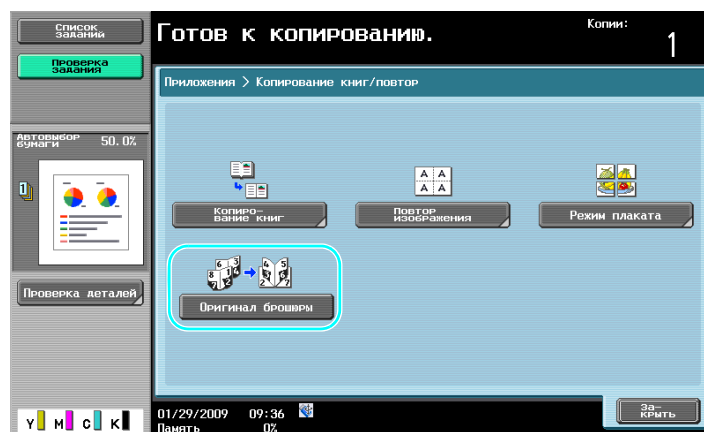 Список
заданий
Готов к копированию.
Копии:
1
Проверка
задания
Приложения > Копирование книг/повтор
Автовыбор
бумаги
50.0%
1
A A
A A
Копиро-
вание книг
Повтор
изображения
Режим плаката
Оригинал брошюры
Проверка деталей
За-
крыть
01/29/2009 09:36
Память 0%
Y M C K